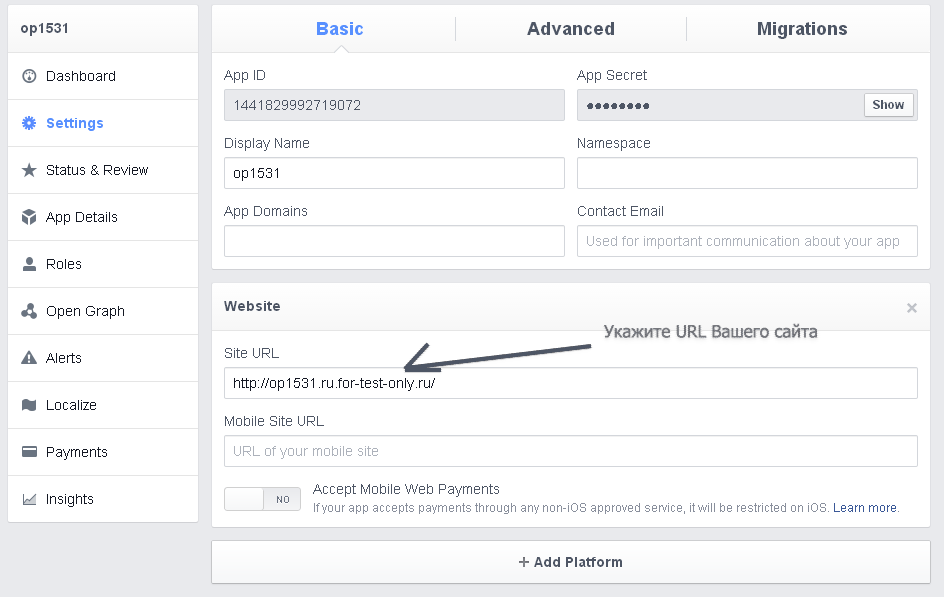 op1531
Dashboard
Settings
Status & Review
App Details
Roles
Open Graph
Alerts
Localize
Payments
Insights
Basic
Advanced
Migrations
App ID
App Secret
1441829992719072
●●●●●●●●
Show
Display Name
Namespace
op1531
App Domains
Contact Email
Used for important communication about your app
Website
×
Укажите URL Вашего сайта
Site URL
http://op1531.ru.for-test-only.ru/
Mobile Site URL
URL of your mobile site
NO
Accept Mobile Web Payments
If your app accepts payments through any non-iOS approved service, it will be restricted on iOS. Learn more.
+ Add Platform